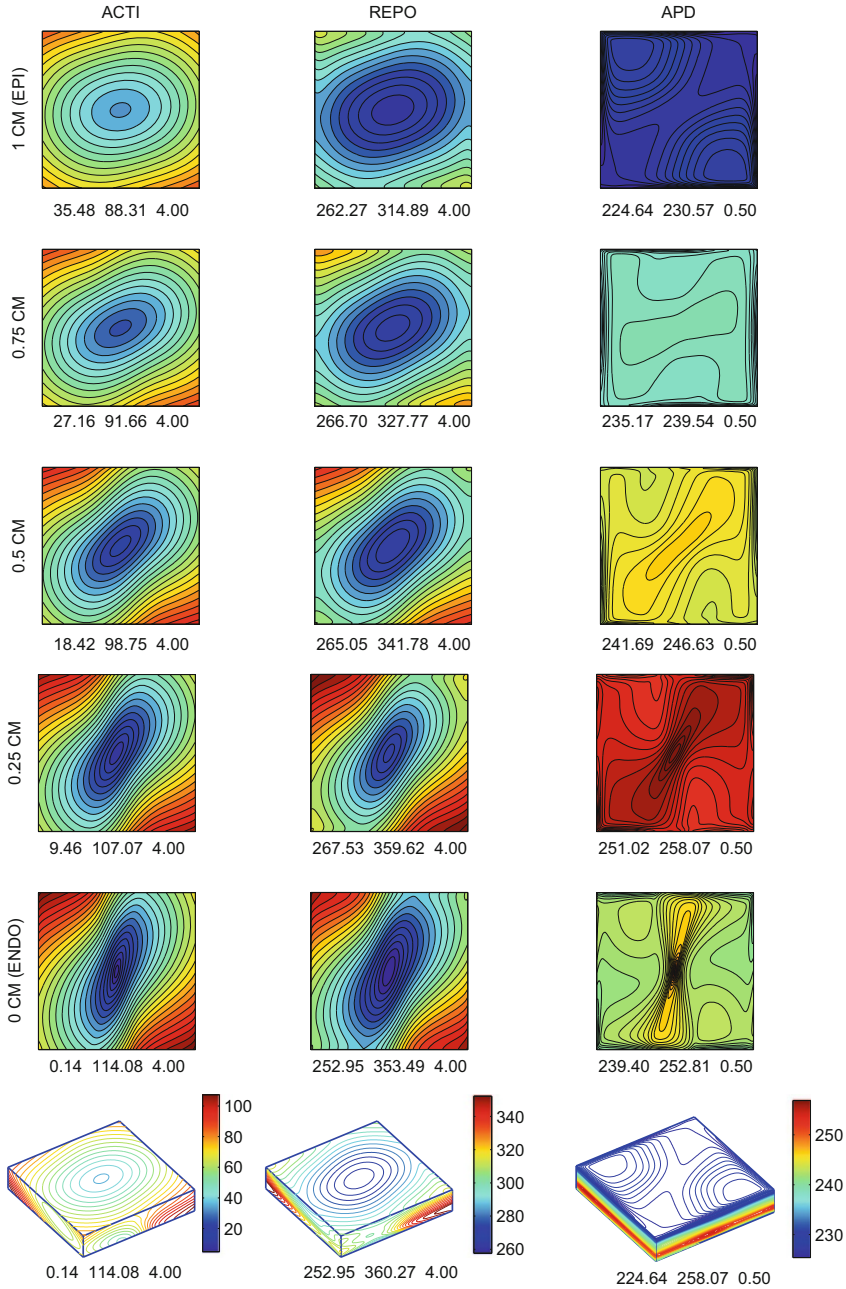 ACTI REPO APD
1 CM (EPI)
35.48 88.31 4.00 262.27 314.89 4.00 224.64 230.57 0.50
0.75 CM
27.16 91.66 4.00 266.70 327.77 4.00 235.17 239.54 0.50
0.5 CM
18.42 98.75 4.00 265.05 341.78 4.00 241.69 246.63 0.50
0.25 CM
9.46 107.07 4.00 267.53 359.62 4.00 251.02 258.07 0.50
0 CM (ENDO)
0.14 114.08 4.00 252.95 353.49 4.00 239.40 252.81 0.50
100
80
60
40
20
340
320
300
280
260
250
240
230
0.14 114.08 4.00 252.95 360.27 4.00 224.64 258.07 0.50